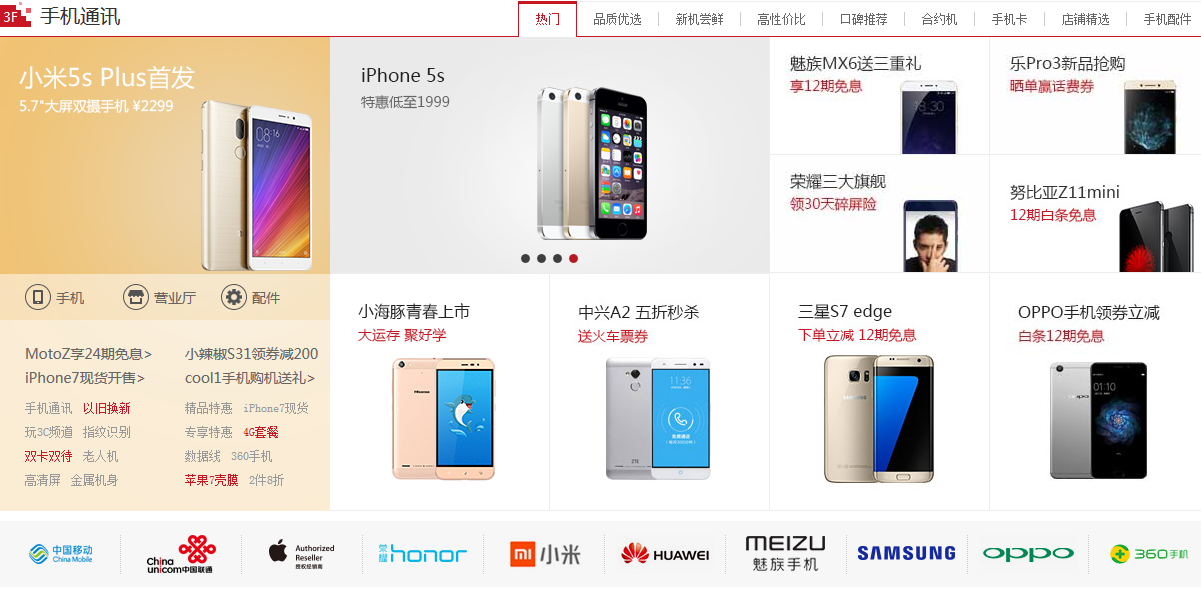 3F 手机通讯
热门 品质优选 新机尝鲜 高性价比 口碑推荐 合约机 手机卡 店铺精选 手机配件
小米5s Plus首发
5.7"大屏双摄手机 ¥2299
08:16
iPhone 5s
特惠低至1999
魅族MX6送三重礼
享12期免息
18:30
乐Pro3新品抢购
晒单赢话费券
荣耀三大旗舰
领30天碎屏险
努比亚Z11mini
12期白条免息
手机 营业厅 配件
MotoZ享24期免息>
小辣椒S31领券减200
iPhone7现货开售>
cool1手机购机送礼>
手机通讯 以旧换新
精品特惠 iPhone7现货
玩3C频道 指纹识别
专享特惠 4G套餐
双卡双待 老人机
数据线 360手机
高清屏 金属机身
苹果7壳膜 2件8折
小海豚青春上市
大运存 聚好学
Hisense
中兴A2 五折秒杀
送火车票券
11:36
ZTE
三星S7 edge
下单立减 12期免息
SAMSUNG
OPPO手机领券立减
白条12期免息
oppo
01:10
中国移动
China Mobile
China
unicom中国联通
Authorized
Reseller
授权经销商
荣耀 honor
mi 小米
HUAWEI
MEIZU
魅族手机
SAMSUNG
oppo
360手机